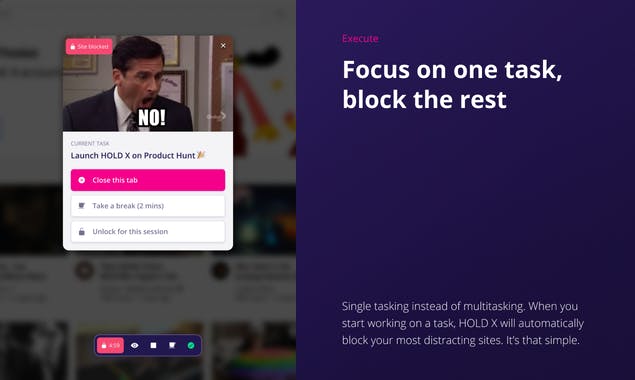 Site blocked
NO!
CURRENT TASK
Launch HOLD X on Product Hunt
Close this tab
Take a break (2 mins)
Unlock for this session
4:59
Execute
Focus on one task,
block the rest
Single tasking instead of multitasking. When you
start working on a task, HOLD X will automatically
block your most distracting sites. It's that simple.